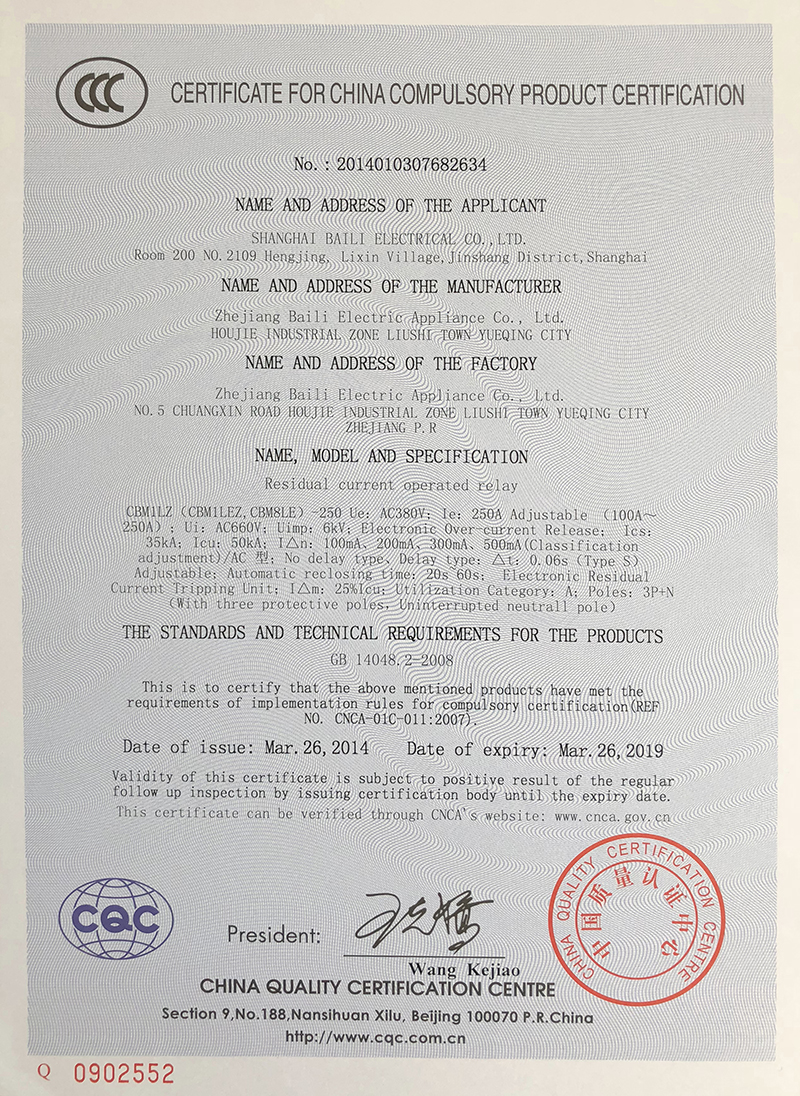 CCC CERTIFICATE FOR CHINA COMPULSORY PRODUCT CERTIFICATION
No. : 2014010307682634
NAME AND ADDRESS OF THE APPLICANT
SHANGHAI BAILI ELECTRICAL CO.,LTD.
Room 200 NO.2109 Hengjing, Lixin Village,Jinshang District,Shanghai
NAME AND ADDRESS OF THE MANUFACTURER
Zhejiang Baili Electric Appliance Co., Ltd.
HOUJIE INDUSTRIAL ZONE LIUSHI TOWN YUEQING CITY
NAME AND ADDRESS OF THE FACTORY
Zhejiang Baili Electric Appliance Co., Ltd.
NO.5 CHUANGXIN ROAD HOUJIE INDUSTRIAL ZONE LIUSHI TOWN YUEQING CITY
ZHEJIANG P.R
NAME, MODEL AND SPECIFICATION
Residual current operated relay
CBM1LZ (CBM1LEZ,CBM8LE) -250 Ue: AC380V; Ie: 250A Adjustable (100A~
250A) ; Ui: AC660V; Uimp: 6kV; Electronic Over-current Release; Ics:
35kA; Icu: 50kA; I△n: 100mA、200mA、300mA、500mA(Classification
adjustment)/AC 型; No delay type、Delay type: △t: 0.06s (Type S)
Adjustable; Automatic reclosing time: 20s 60s; Electronic Residual
Current Tripping Unit; I△m: 25%Icu; Utilization Category: A; Poles: 3P+N
(With three protective poles, Uninterrupted neutrall pole)
THE STANDARDS AND TECHNICAL REQUIREMENTS FOR THE PRODUCTS
GB 14048.2-2008
This is to certify that the above mentioned products have met the
requirements of implementation rules for compulsory certification(REF
NO. CNCA-01C-011:2007).
Date of issue: Mar.26,2014 Date of expiry: Mar.26,2019
Validity of this certificate is subject to positive result of the regular
follow up inspection by issuing certification body until the expiry date.
This certificate can be verified through CNCA`s website: www.cnca.gov.cn
CQC
President:
Wang Kejiao
CHINA QUALITY CERTIFICATION CENTRE
中国质量认证中心
CHINA QUALITY CERTIFICATION CENTRE
Section 9,No.188,Nansihuan Xilu, Beijing 100070 P.R.China
http://www.cqc.com.cn
Q 0902552